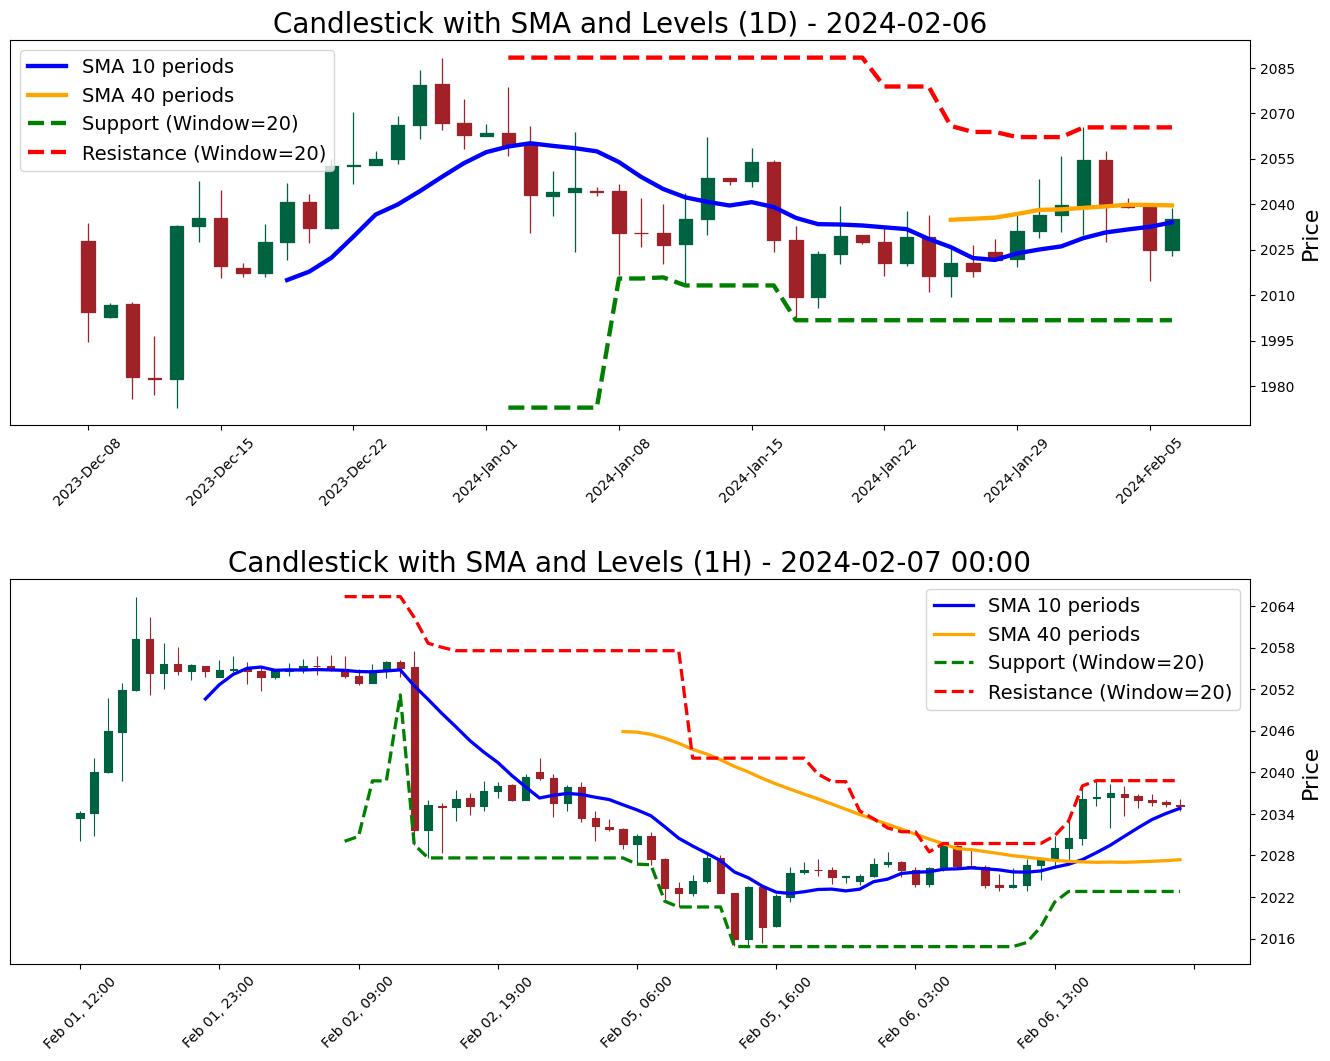 Candlestick with SMA and Levels (1D) - 2024-02-06
SMA 10 periods
SMA 40 periods
Support (Window=20)
Resistance (Window=20)
2085
2070
2055
2040
2025
2010
1995
1980
Price
2023-Dec-08
2023-Dec-15
2023-Dec-22
2024-Jan-01
2024-Jan-08
2024-Jan-15
2024-Jan-22
2024-Jan-29
2024-Feb-05
Candlestick with SMA and Levels (1H) - 2024-02-07 00:00
SMA 10 periods
SMA 40 periods
Support (Window=20)
Resistance (Window=20)
2064
2058
2052
2046
2040
2034
2028
2022
2016
Price
Feb 01, 12:00
Feb 01, 23:00
Feb 02, 09:00
Feb 02, 19:00
Feb 05, 06:00
Feb 05, 16:00
Feb 06, 03:00
Feb 06, 13:00